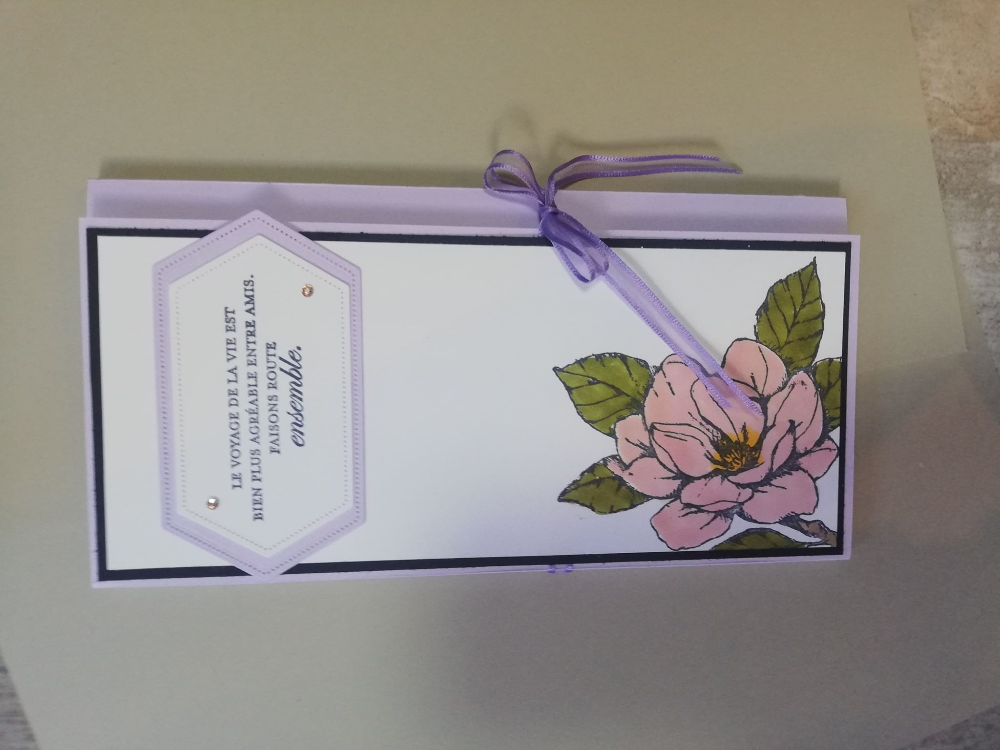 LE VOYAGE DE LA VIE EST
BIEN PLUS AGRÉABLE ENTRE AMIS.
FAISONS ROUTE
ensemble.